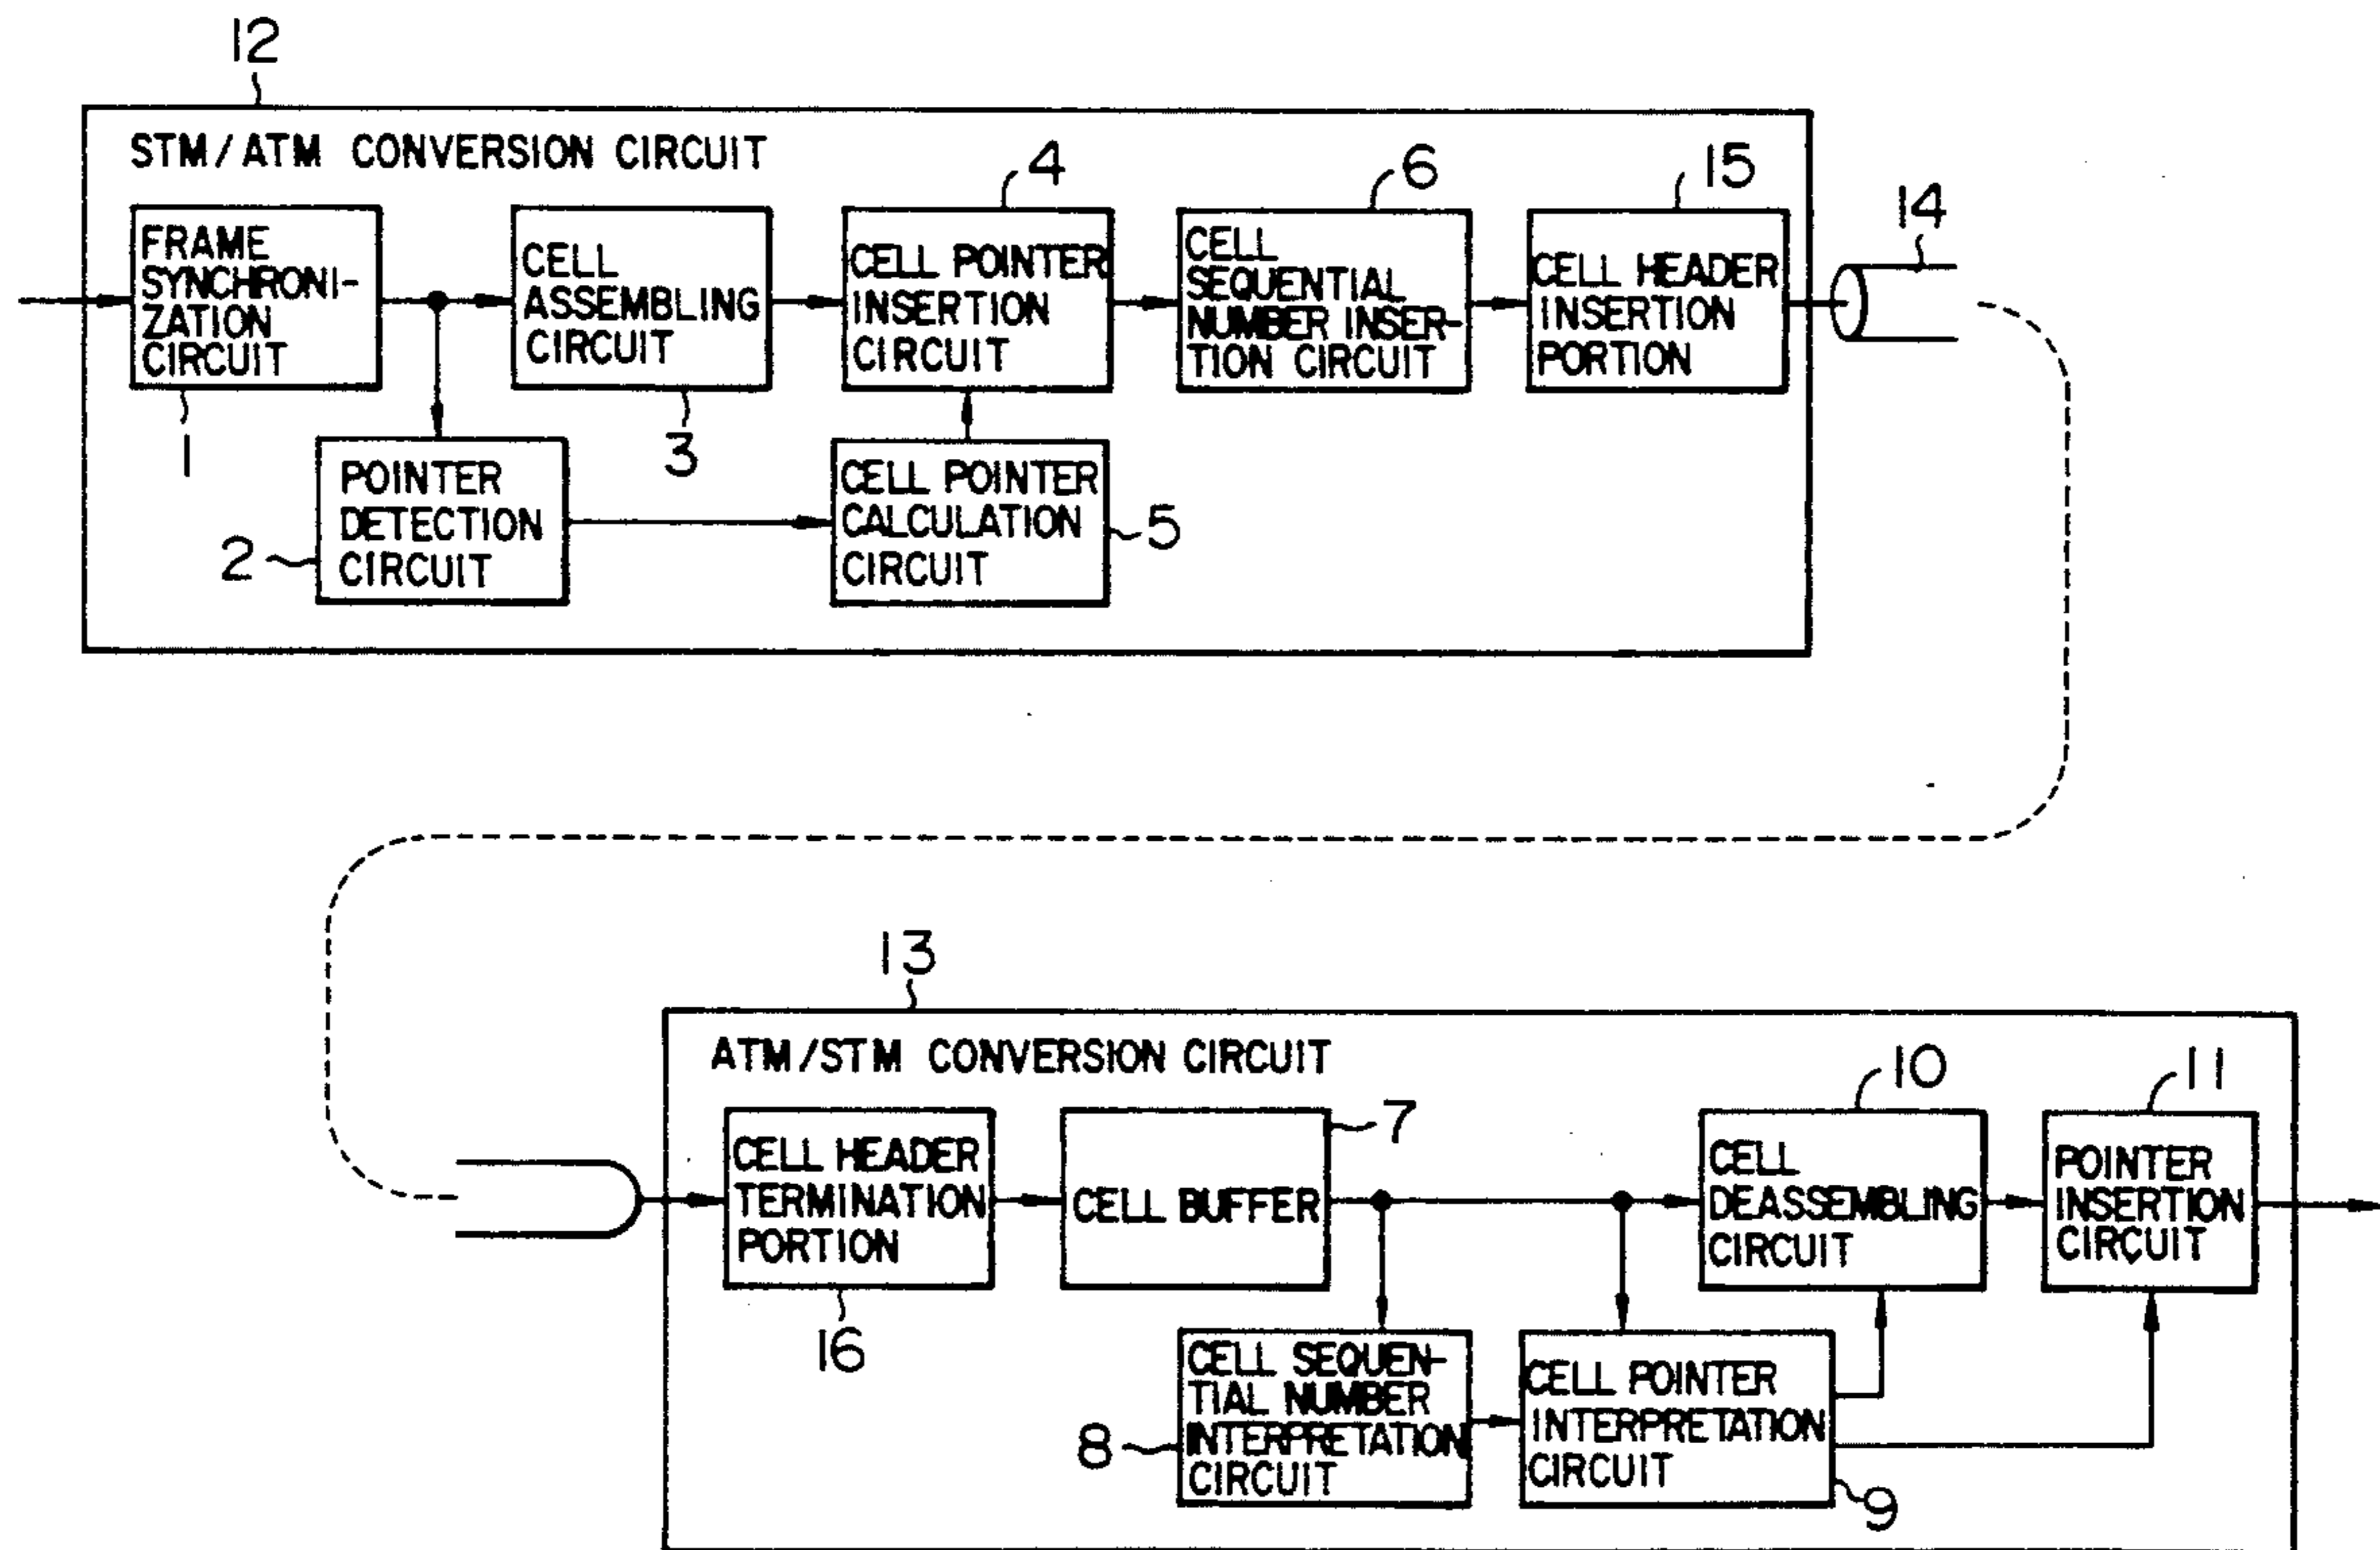 12
STM/ATM CONVERSION CIRCUIT
4
6
15
14
FRAME
SYNCHRONI-
ZATION
CIRCUIT
1
CELL
ASSEMBLING
CIRCUIT
3
CELL POINTER
INSERTION
CIRCUIT
CELL
SEQUENTIAL
NUMBER INSER-
TION CIRCUIT
CELL HEADER
INSERTION
PORTION
POINTER
DETECTION
CIRCUIT
2
CELL POINTER
CALCULATION
CIRCUIT
5
13
ATM/STM CONVERSION CIRCUIT
10
11
7
CELL HEADER
TERMINATION
PORTION
16
CELL BUFFER
CELL
DEASSEMBLING
CIRCUIT
POINTER
INSERTION
CIRCUIT
CELL SEQUEN-
TIAL NUMBER
INTERPRETATION
CIRCUIT
8
CELL POINTER
INTERPRETATION
CIRCUIT
9